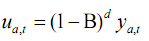 u_{a,t} = (1 − B)^d y_{a,t}